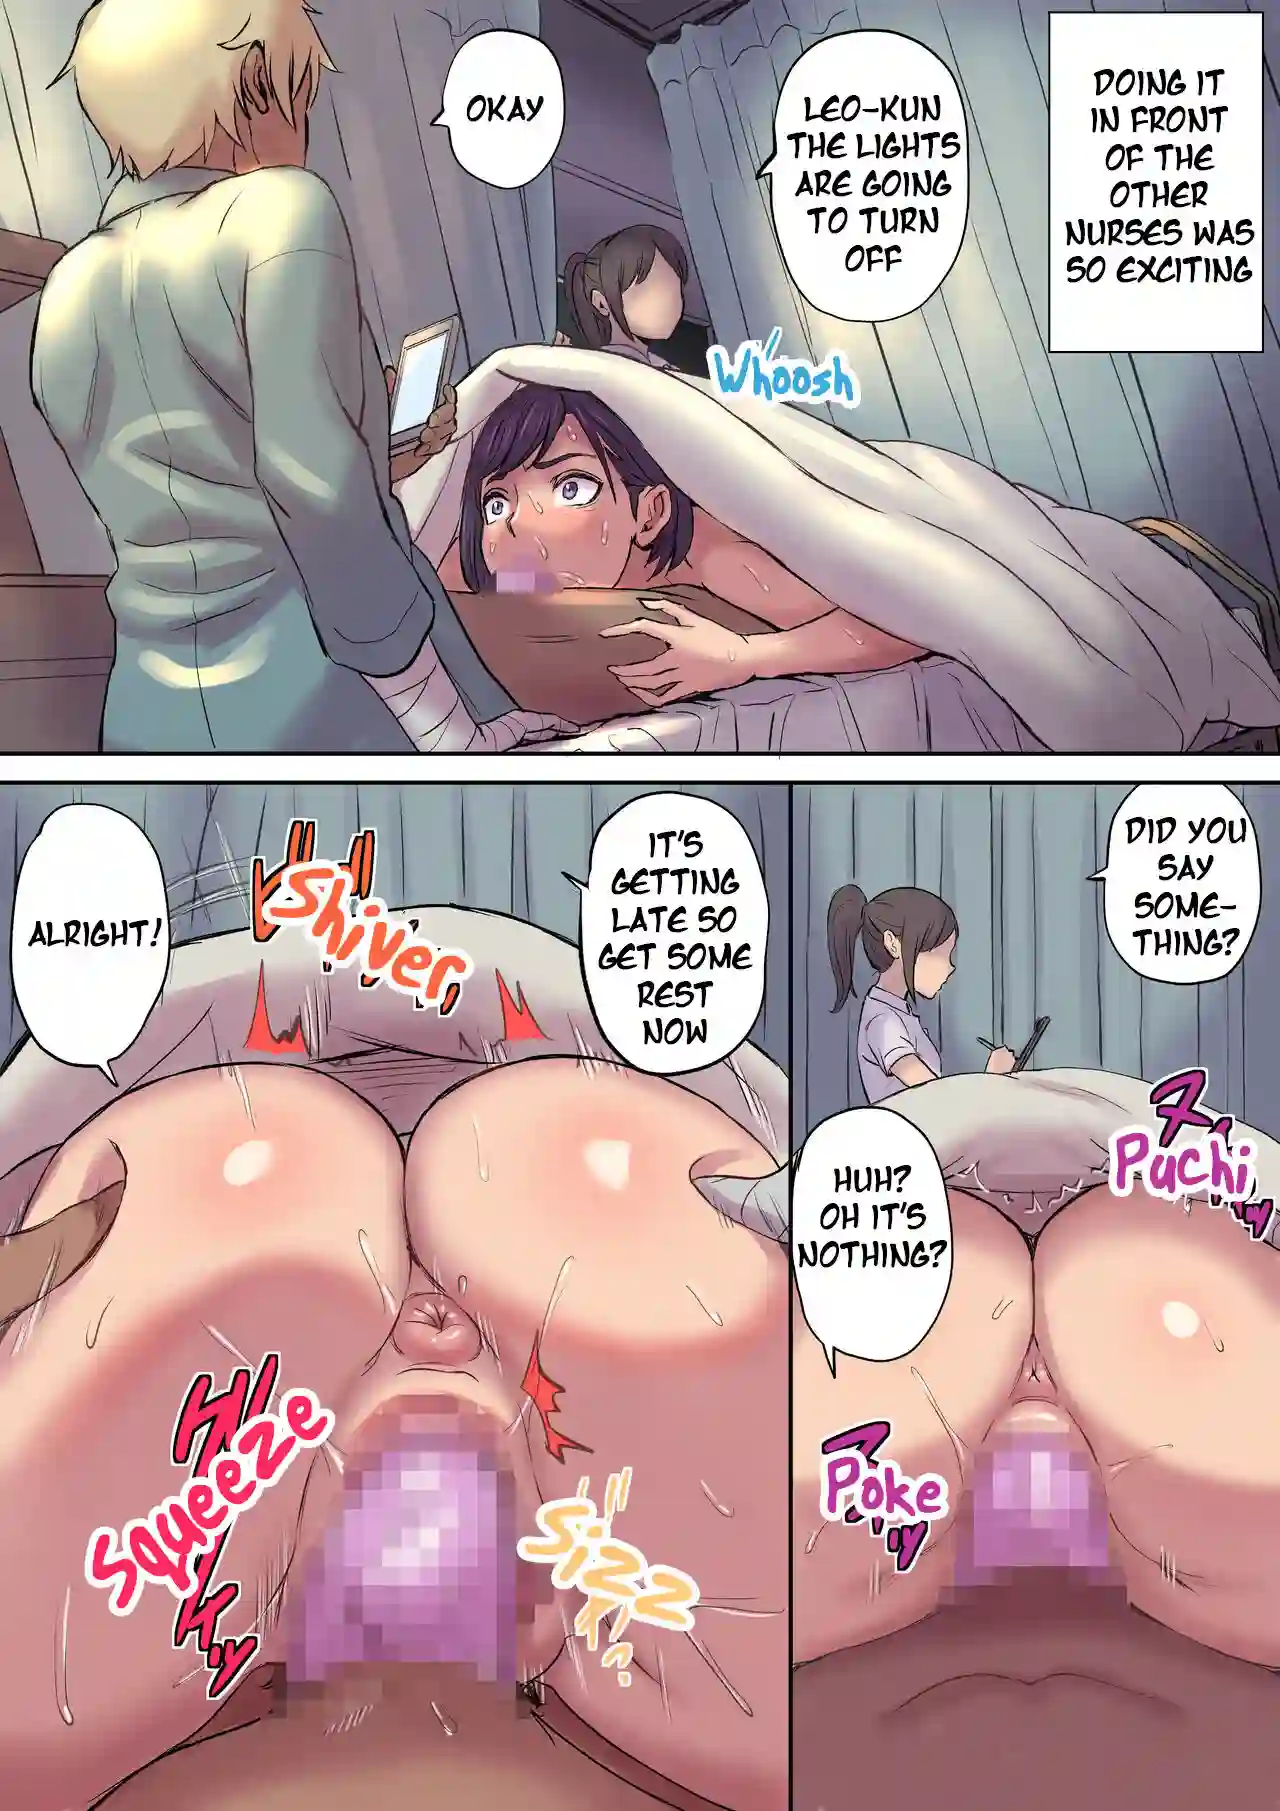 DOING IT
IN FRONT
OF THE
OTHER
NURSES WAS
SO EXCITING
LEO-KUN
THE LIGHTS
ARE GOING
TO TURN
OFF
OKAY
Whoosh
IT'S
GETTING
LATE SO
GET SOME
REST
NOW
ALRIGHT!
Shiver,
Squeeze
Sizz
DID YOU
SAY
SOME-
THING?
Puchi
HUH?
OH IT'S
NOTHING?
Poke